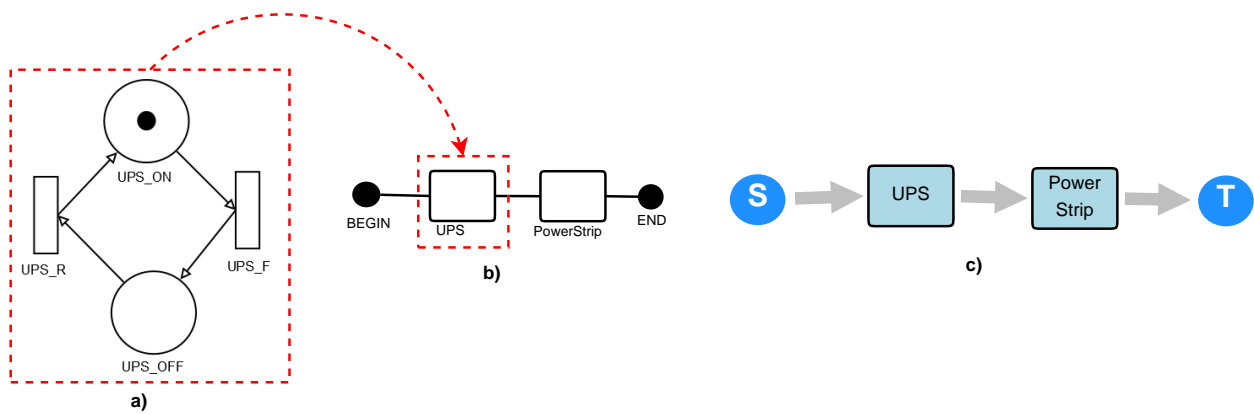 UPS_ON
UPS_R
UPS_F
UPS_OFF
a)
BEGIN
UPS
PowerStrip
END
b)
S
UPS
Power
Strip
T
c)